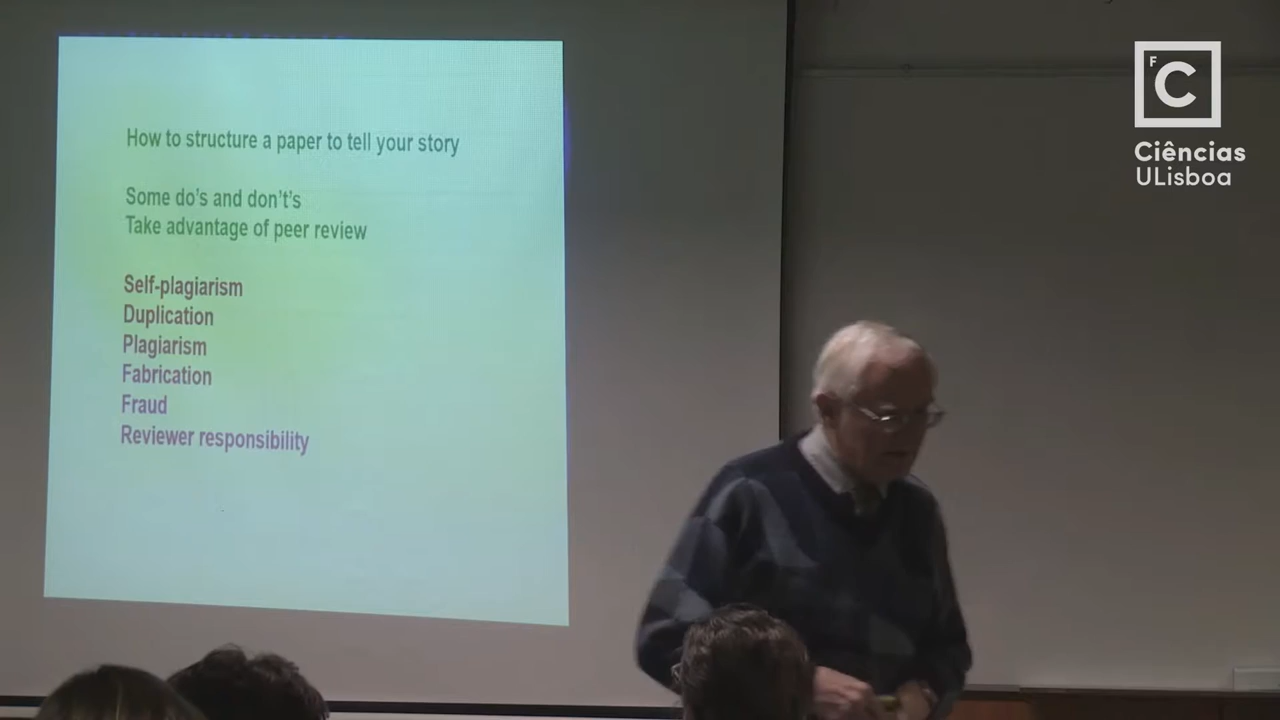 How to structure a paper to tell your story
Some do's and don't's
Take advantage of peer review
Self-plagiarism
Duplication
Plagiarism
Fabrication
Fraud
Reviewer responsibility
F
C
Ciências
ULisboa